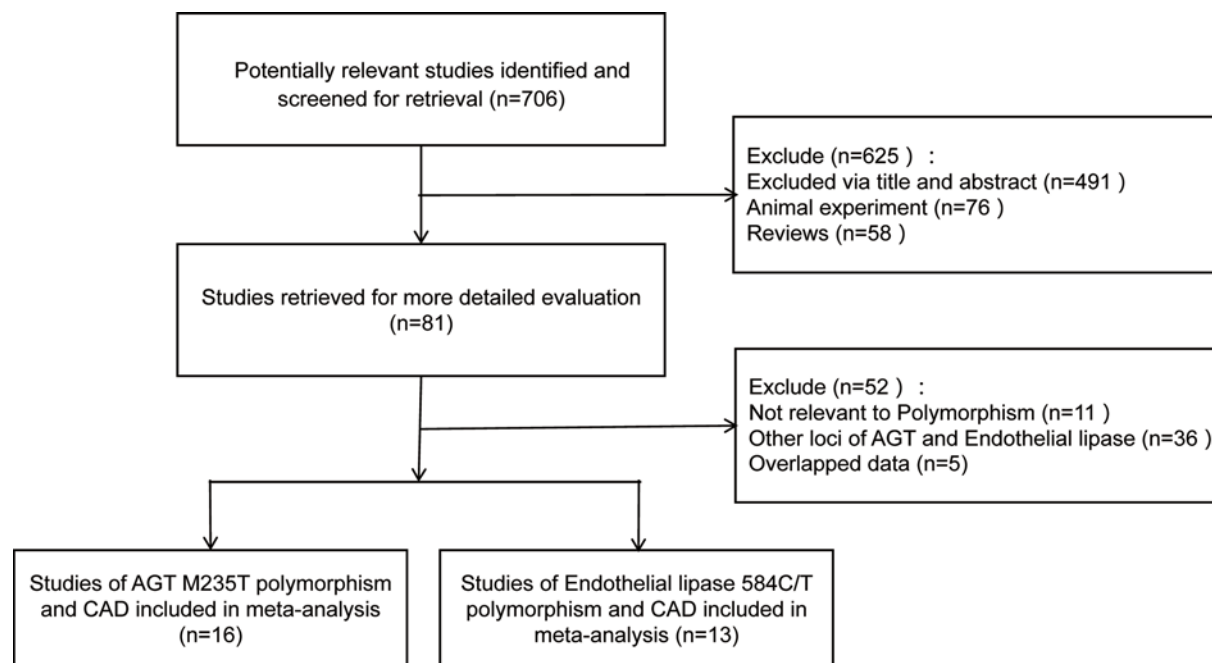 Potentially relevant studies identified and
screened for retrieval (n=706)
Exclude (n=625 ) :
Excluded via title and abstract (n=491)
Animal experiment (n=76 )
Reviews (n=58 )
Studies retrieved for more detailed evaluation
(n=81)
Exclude (n=52 ) :
Not relevant to Polymorphism (n=11 )
Other loci of AGT and Endothelial lipase (n=36 )
Overlapped data (n=5)
Studies of AGT M235T polymorphism
and CAD included in meta-analysis
(n=16)
Studies of Endothelial lipase 584C/T
polymorphism and CAD included in
meta-analysis (n=13)